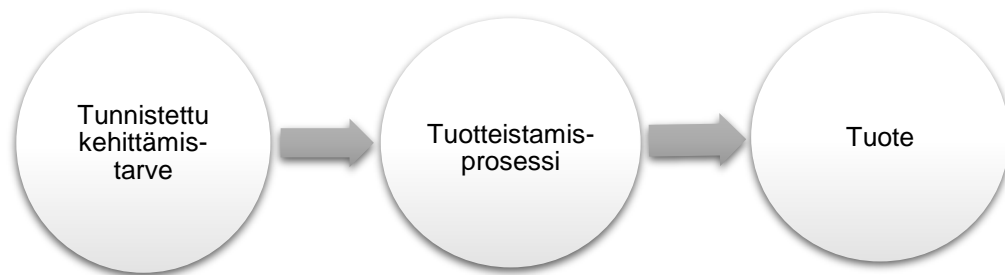 Tunnistettu
kehittämis-
tarve
Tuotteistamis-
prosessi
Tuote